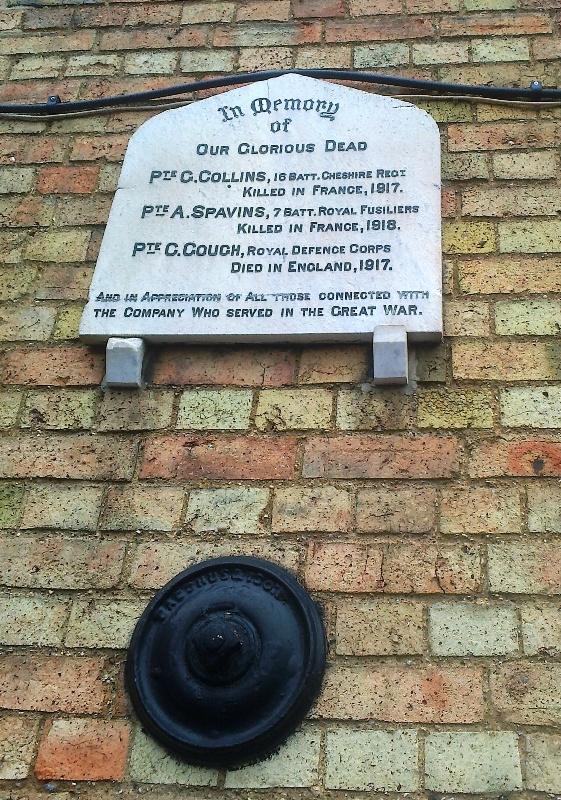 In Memory
of
OUR GLORIOUS DEAD
PTE G. COLLINS, 16 BATT. CHESHIRE REGT
KILLED IN FRANCE, 1917.
PTE A. SPAVINS, 7 BATT. ROYAL FUSILIERS
KILLED IN FRANCE, 1918.
PTE C. GOUGH, ROYAL DEFENCE CORPS
DIED IN ENGLAND, 1917.
AND IN APPRECIATION OF ALL THOSE CONNECTED WITH
THE COMPANY WHO SERVED IN THE GREAT WAR.